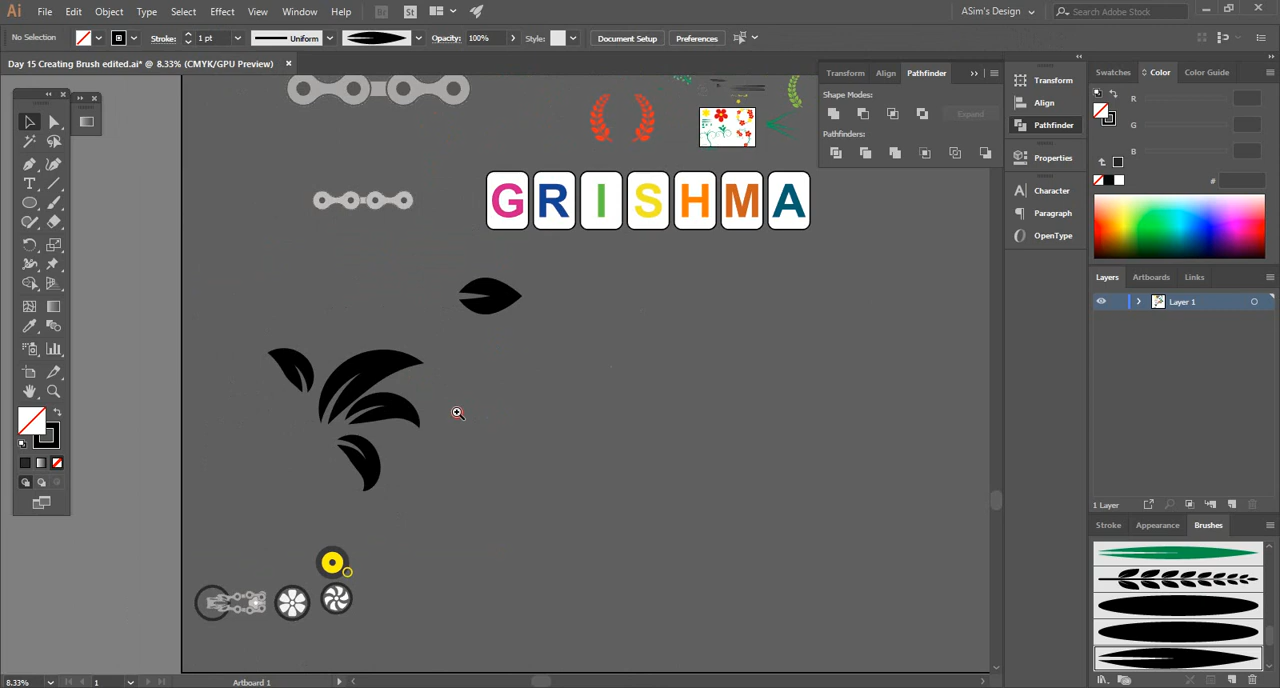 Ai File Edit Object Type Select Effect View Window Help Br St ASim's Design Search Adobe Stock
No Selection Stroke: 1 pt Uniform Opacity: 100% Style: Document Setup Preferences
Day 15 Creating Brush edited.ai* @ 8.33% (CMYK/GPU Preview)
Transform Align Pathfinder
Shape Modes:
Expand
Pathfinders:
Transform
Align
Pathfinder
Properties
Character
Paragraph
OpenType
Swatches Color Color Guide
R
G
B
#
GRISHMA
Layers Artboards Links
Layer 1
1 Layer
Stroke Appearance Brushes
8.33% 1 Artboard 1